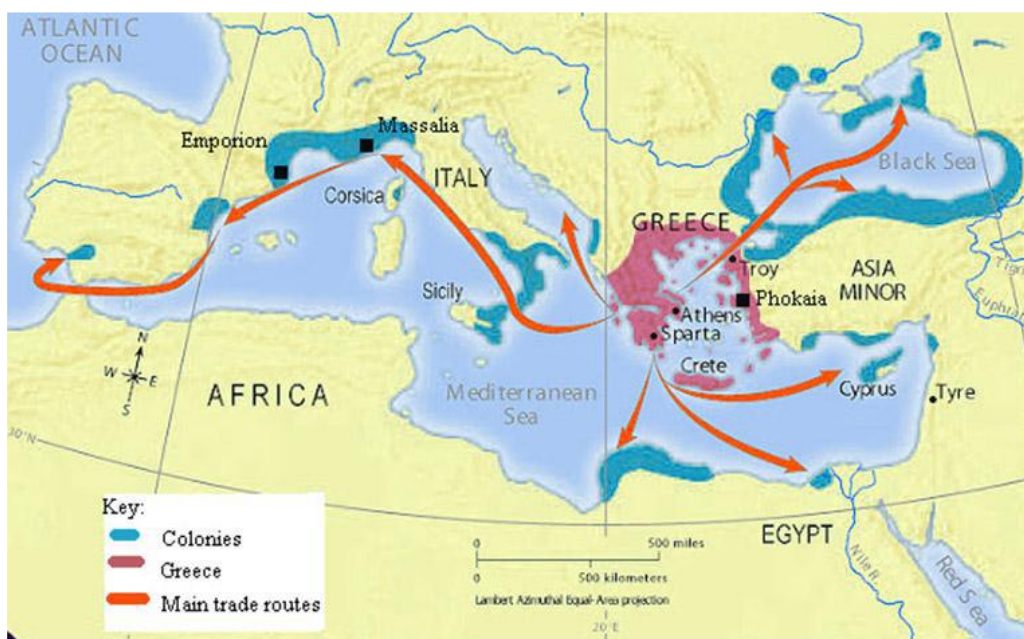 ATLANTIC
OCEAN
Emporion
Massalia
Corsica
ITALY
Sicily
GREECE
Black Sea
Troy
ASIA
MINOR
Phokaia
Athens
Sparta
Crete
Cyprus
Tyre
Mediterranean
Sea
AFRICA
N
W
E
S
30°N
EGYPT
Nile R.
Red Sea
Key:
Colonies
Greece
Main trade routes
0
500 miles
0
500 kilometers
Lambert Azimuthal Equal-Area projection
20°E